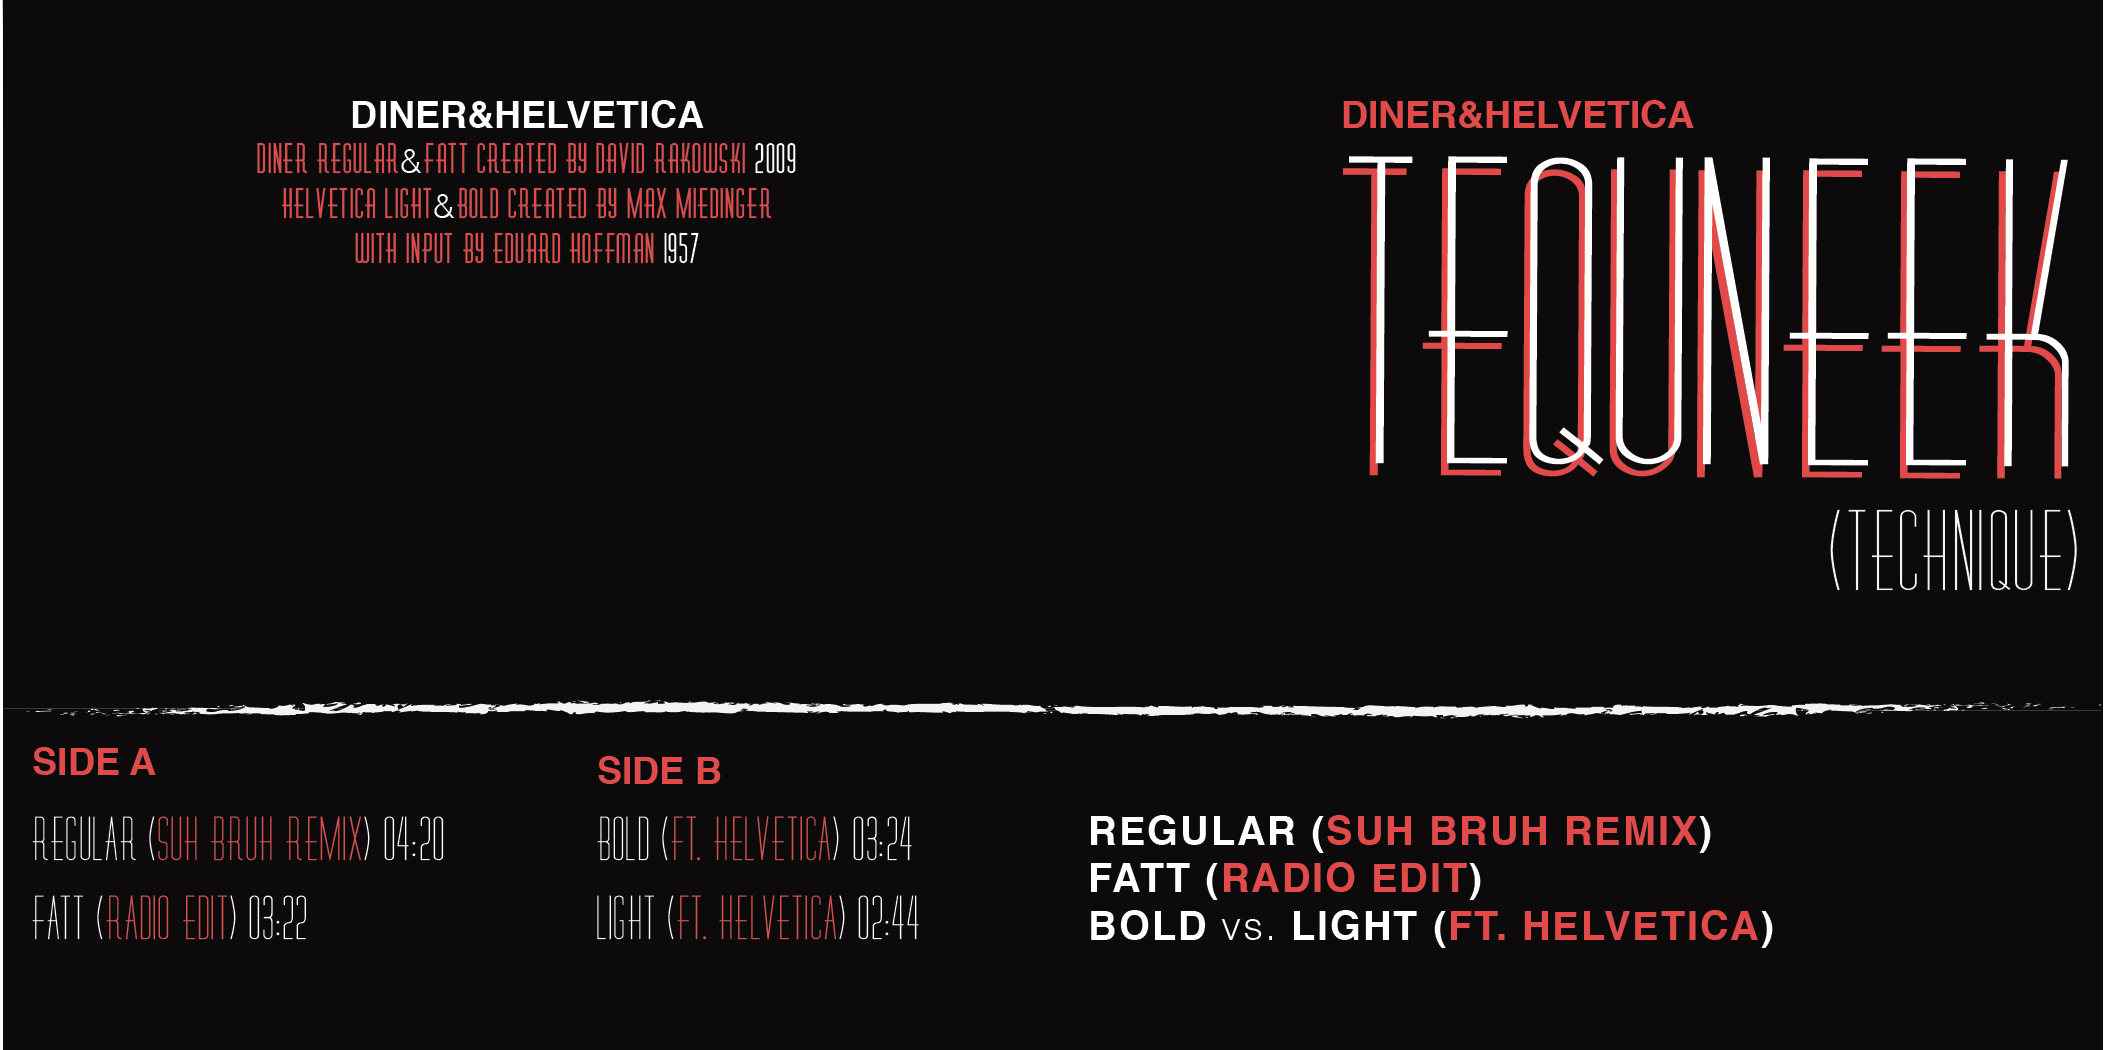 DINER&HELVETICA
DINER REGULAR&FATT CREATED BY DAVID RAKOWSKI 2009
HELVETICA LIGHT&BOLD CREATED BY MAX MIEDINGER
WITH INPUT BY EDUARD HOFFMAN 1957
DINER&HELVETICA
TEQUNEEK
(TECHNIQUE)
SIDE A
REGULAR (SUH BRUH REMIX) 04:20
FATT (RADIO EDIT) 03:22
SIDE B
BOLD (FT. HELVETICA) 03:24
LIGHT (FT. HELVETICA) 02:44
REGULAR (SUH BRUH REMIX)
FATT (RADIO EDIT)
BOLD VS. LIGHT (FT. HELVETICA)